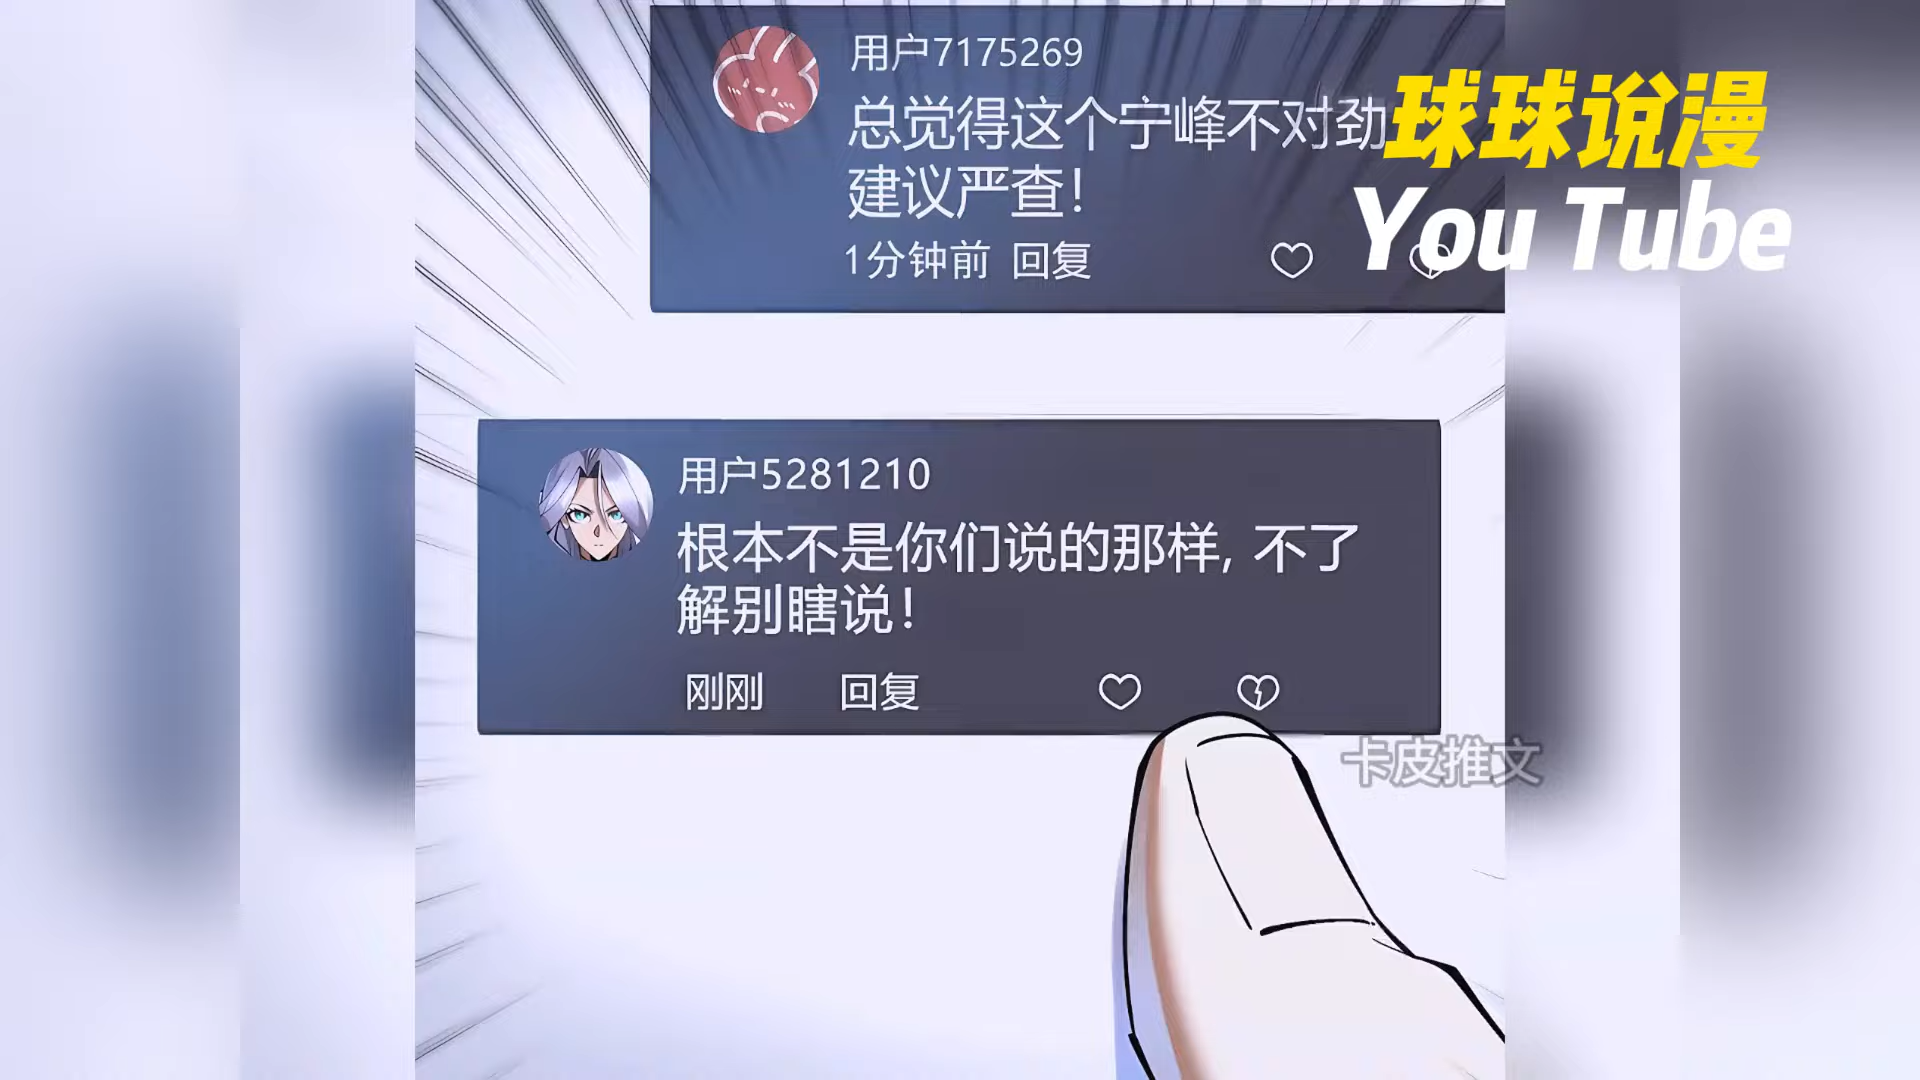 用户7175269
总觉得这个宁峰不对劲
建议严查！
1分钟前 回复
球球说漫
You Tube
用户5281210
根本不是你们说的那样，不了
解别瞎说！
刚刚 回复
卡皮推文